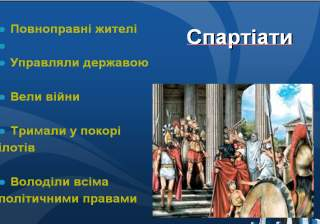 Спартіати
Повноправні жителі
Управляли державою
Вели війни
Тримали у покорі
ілотів
Володіли всіма
політичними правами